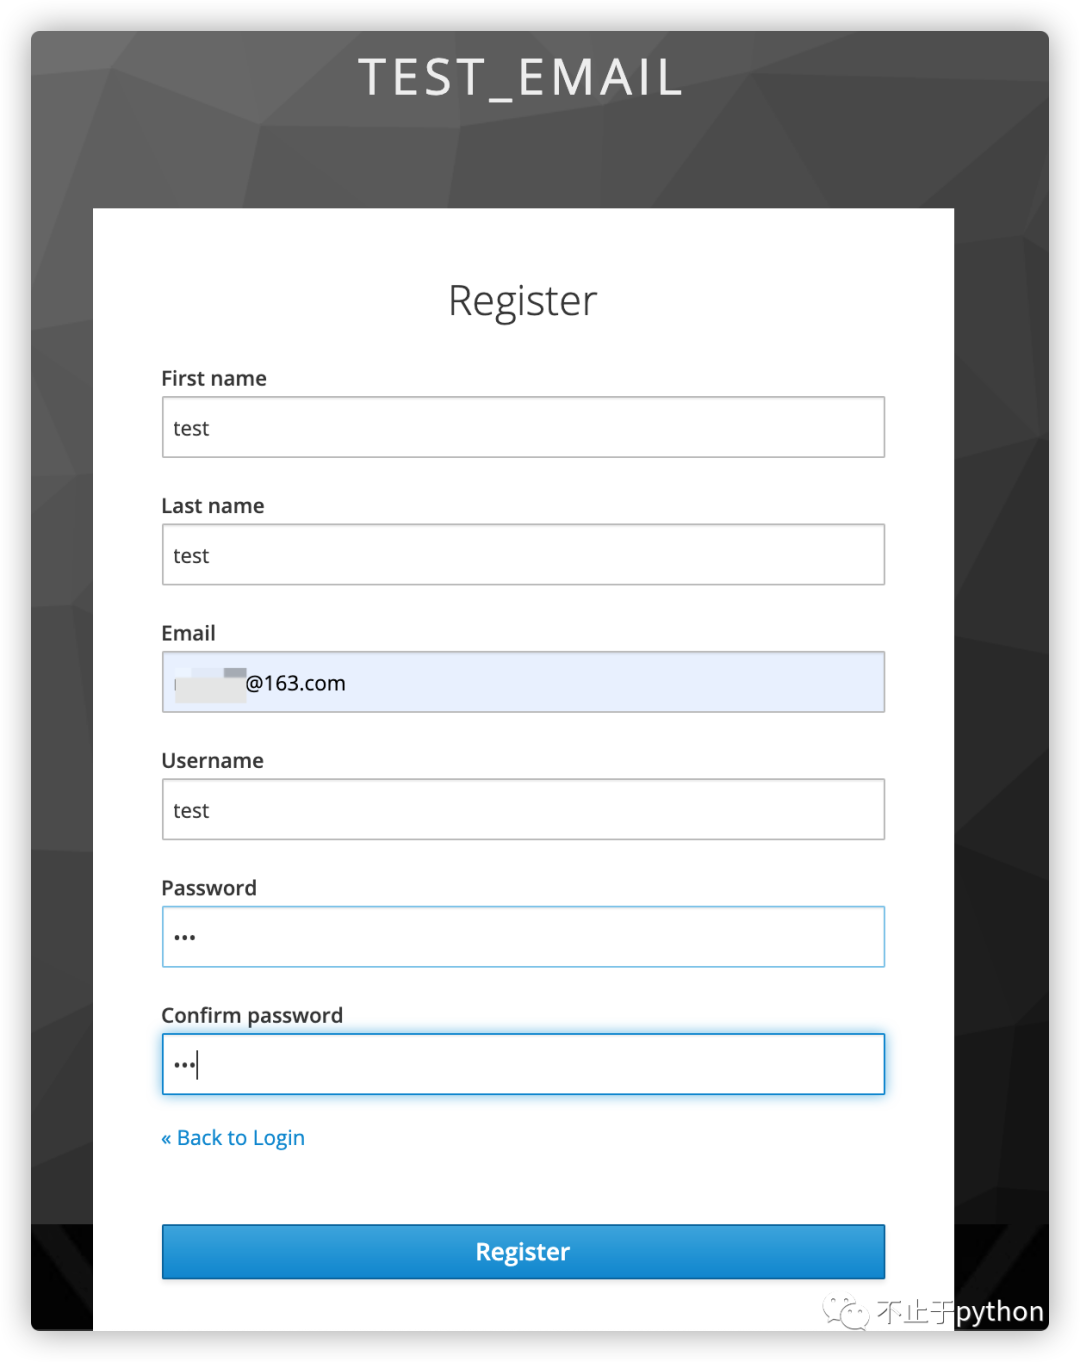 TEST_EMAIL
Register
First name
test
Last name
test
Email
@163.com
Username
test
Password
•••
Confirm password
•••
« Back to Login
Register
不止于python